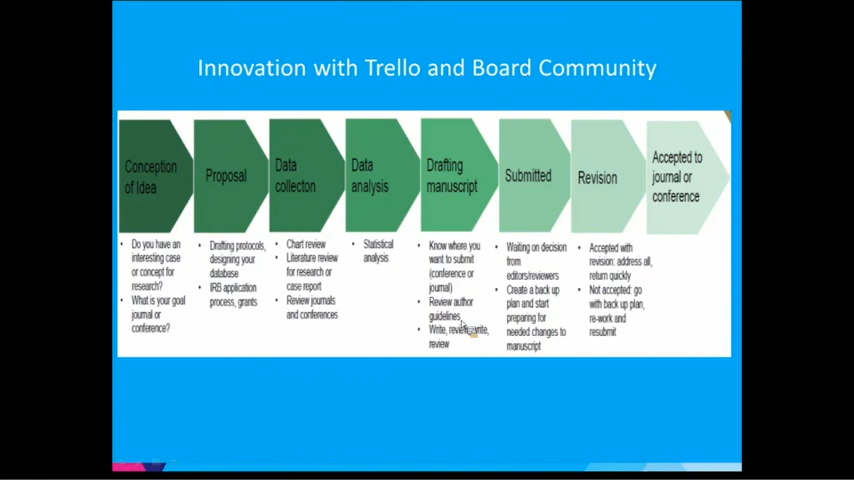 Innovation with Trello and Board Community
Conception
of Idea
Proposal
Data
collecton
Data
analysis
Drafting
manuscript
Submitted
Revision
Accepted to
journal or
conference
• Do you have an
interesting case
or concept for
research?
• What is your goal
journal or
conference?
• Drafting protocols,
designing your
database
• IRB application
process, grants
• Chart review
• Literature review
for research or
case report
• Review journals
and conferences
• Statistical
analysis
• Know where you
want to submit
(conference or
journal)
• Review author
guidelines
• Write, review, write,
review
• Waiting on decision
from
editors/reviewers
• Create a back up
plan and start
preparing for
needed changes to
manuscript
• Accepted with
revision: address all,
return quickly
• Not accepted: go
with back up plan,
re-work and
resubmit